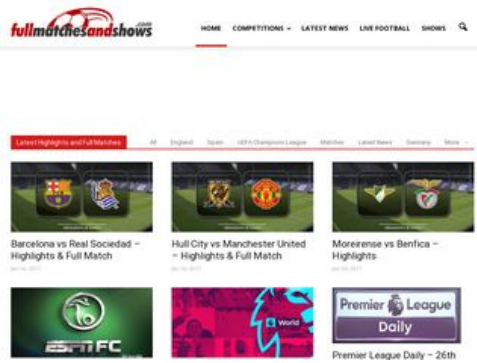 fullmatchesandshows
.com
HOME COMPETITIONS LATEST NEWS LIVE FOOTBALL SHOWS
Latest Highlights and Full Matches All England Spain UEFA Champions League Matches Latest News Germany More
Barcelona vs Real Sociedad –
Highlights & Full Match
Hull City vs Manchester United
– Highlights & Full Match
Moreirense vs Benfica –
Highlights
ESPN FC
World
Premier League
Daily
Premier League Daily – 26th